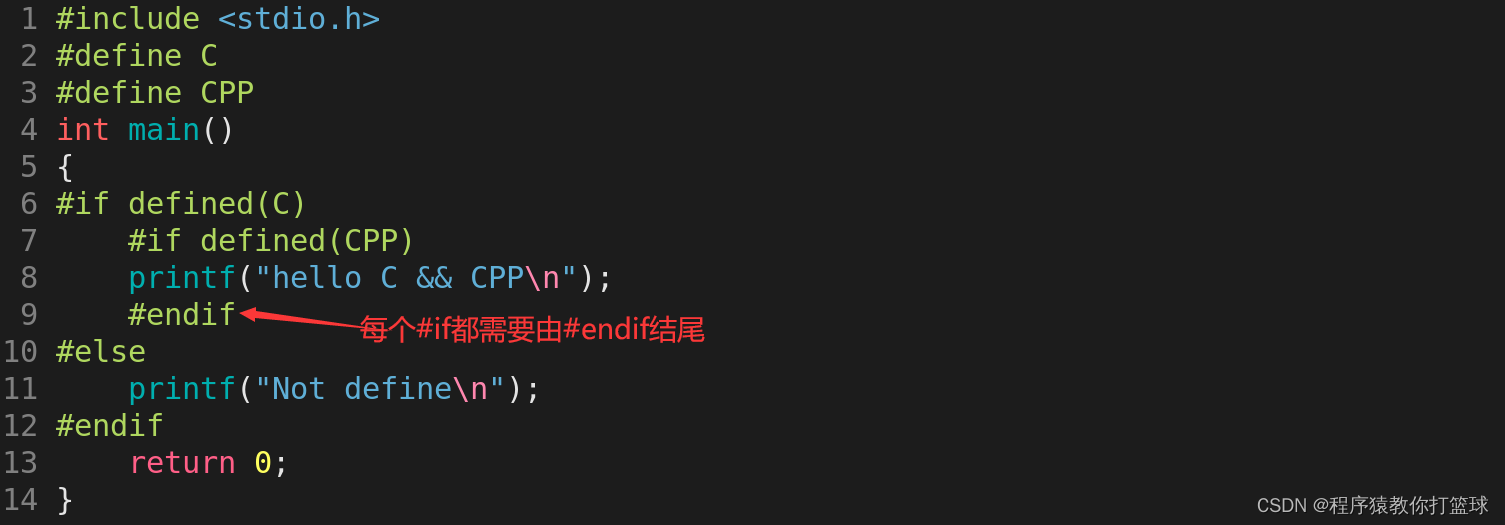 1 #include <stdio.h>
2 #define C
3 #define CPP
4 int main()
5 {
6 #if defined(C)
7     #if defined(CPP)
8     printf("hello C && CPP\n");
9     #endif 每个#if都需要由#endif结尾
10 #else
11     printf("Not define\n");
12 #endif
13     return 0;
14 }
CSDN @程序猿教你打篮球